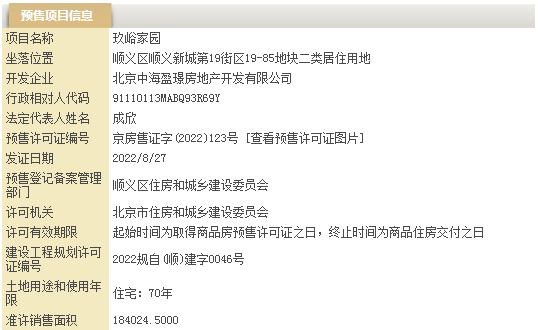 预售项目信息
项目名称 玖峪家园
坐落位置 顺义区顺义新城第19街区19-85地块二类居住用地
开发企业 北京中海盈璟房地产开发有限公司
行政相对人代码 91110113MABQ93R69Y
法定代表人姓名 成欣
预售许可证编号 京房售证字(2022)123号 [查看预售许可证图片]
发证日期 2022/8/27
预售登记备案管理
部门 顺义区住房和城乡建设委员会
许可机关 北京市住房和城乡建设委员会
许可有效期限 起始时间为取得商品房预售许可证之日，终止时间为商品住房交付之日
建设工程规划许可
证编号 2022规自(顺)建字0046号
土地用途和使用年
限 住宅：70年
准许销售面积 184024.5000